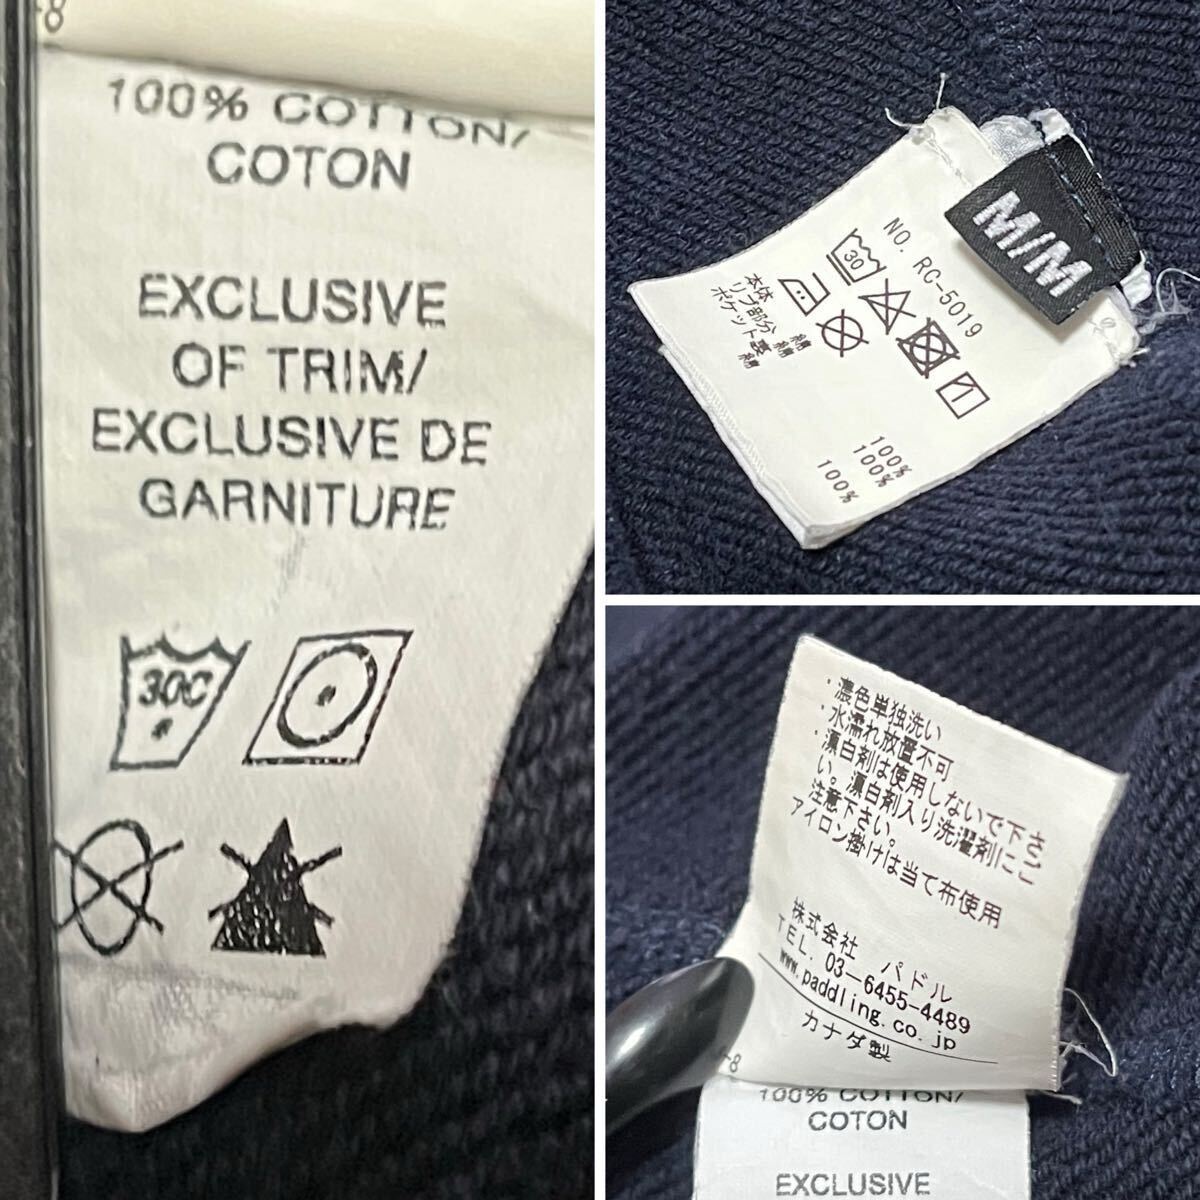 -8
100% COTTON/
COTON
EXCLUSIVE
OF TRIM/
EXCLUSIVE DE
GARNITURE
30C
M/M
NO. RC-5019
30
1
本体 綿 100%
リブ部分 綿 100%
ポケット裏 綿 100%
・濃色単独洗い
・水濡れ放置不可
・漂白剤は使用しないで下さ
い。漂白剤入り洗濯剤にご
注意下さい。
アイロン掛けは当て布使用
株式会社 パドル
TEL. 03-6455-4489
www.paddling.co.jp
カナダ製
-8
100% COTTON/
COTON
EXCLUSIVE